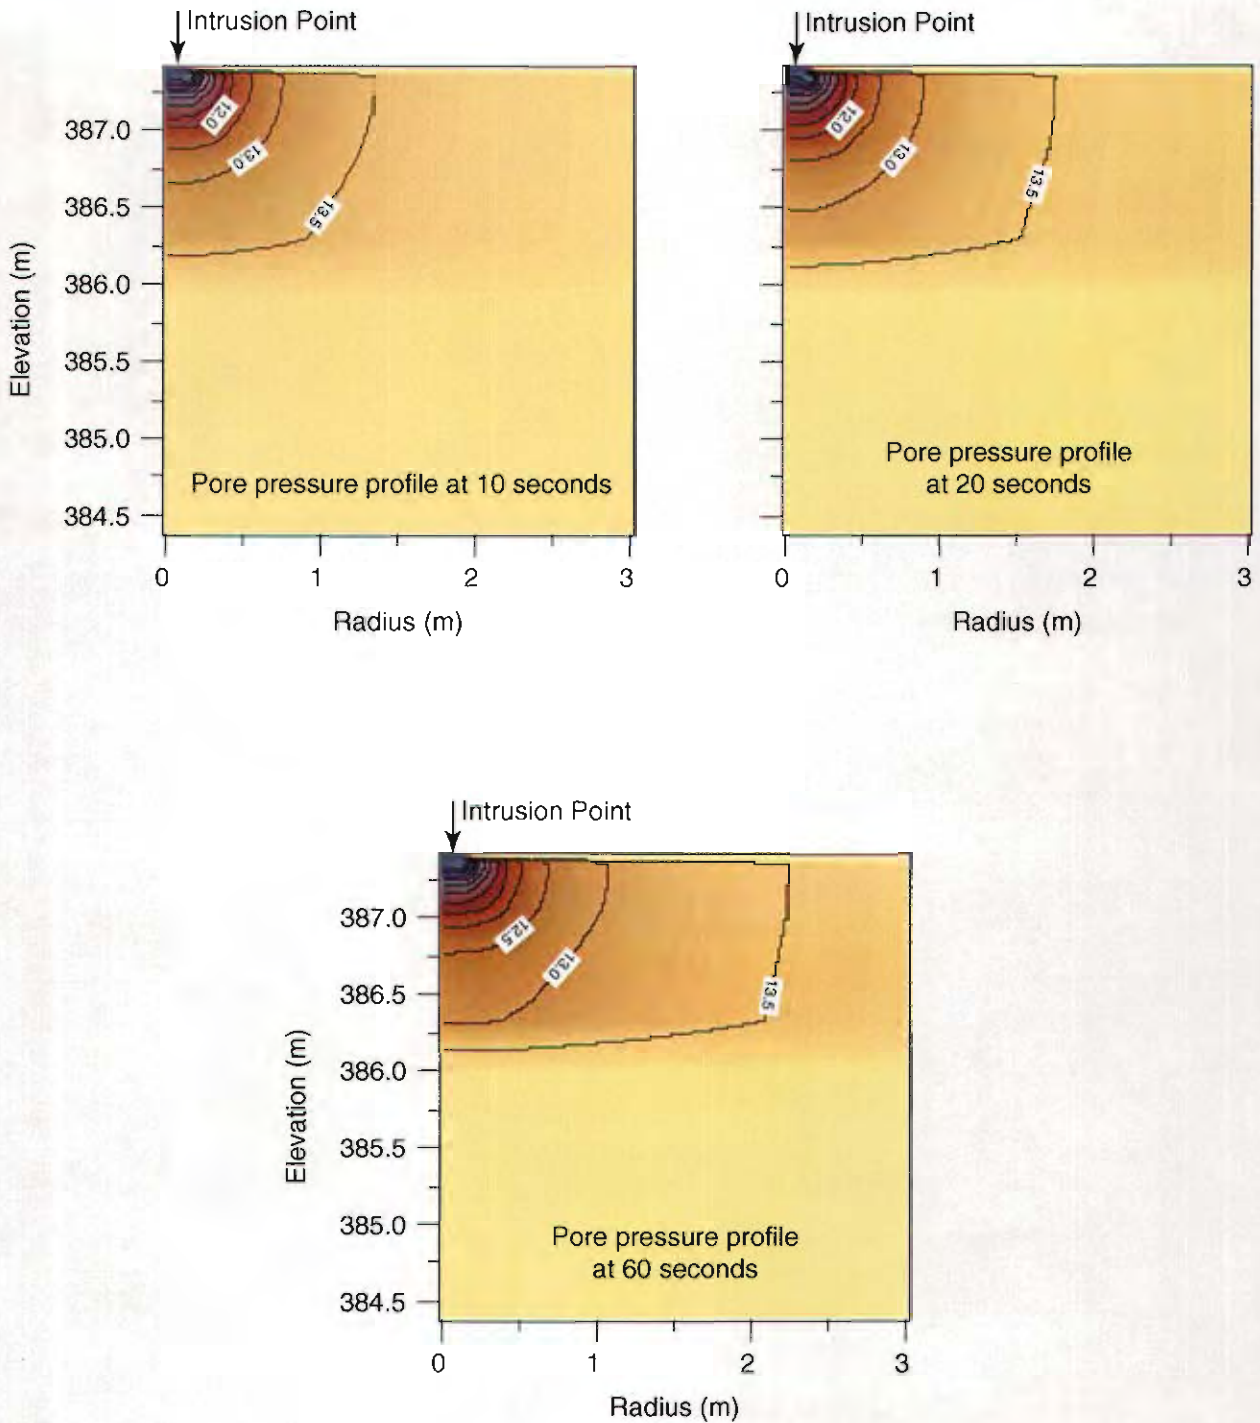 Intrusion Point
12.0
13.0
13.5
387.0
386.5
386.0
385.5
385.0
384.5
Elevation (m)
Pore pressure profile at 10 seconds
0 1 2 3
Radius (m)
Intrusion Point
12.0
13.0
13.5
Pore pressure profile
at 20 seconds
0 1 2 3
Radius (m)
Intrusion Point
12.5
13.0
13.5
387.0
386.5
386.0
385.5
385.0
384.5
Elevation (m)
Pore pressure profile
at 60 seconds
0 1 2 3
Radius (m)